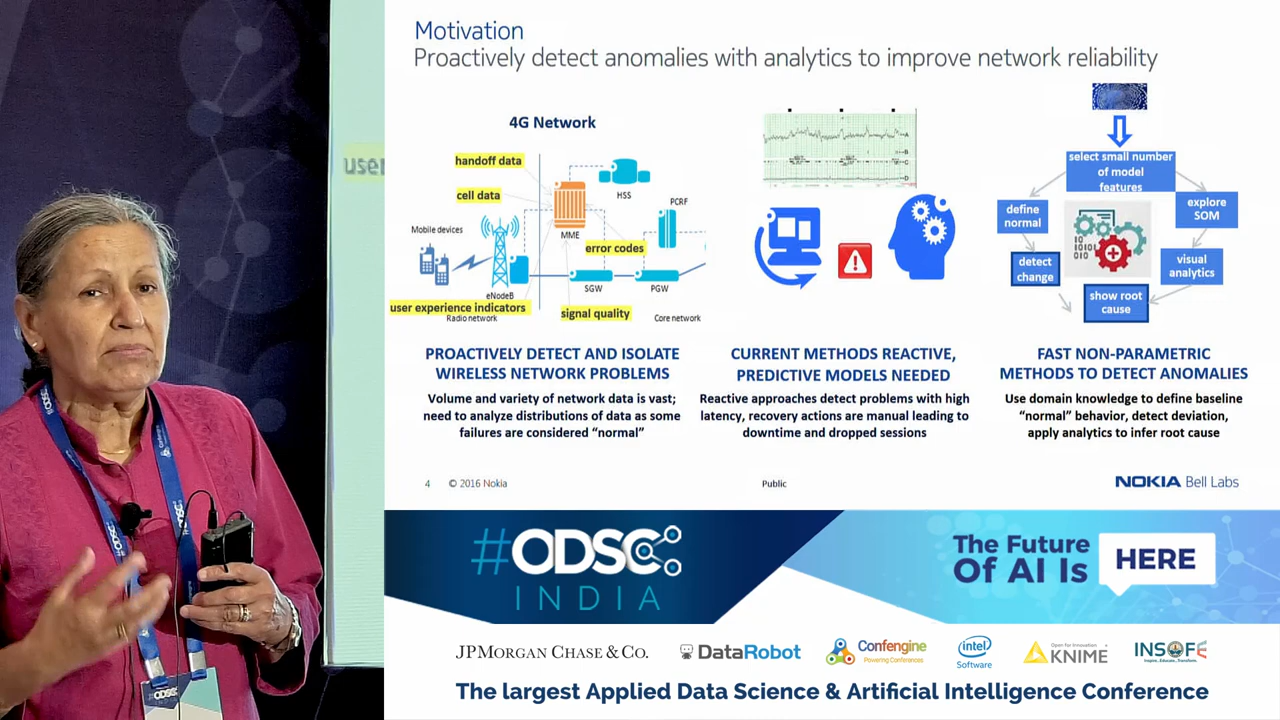 Motivation
Proactively detect anomalies with analytics to improve network reliability
4G Network
handoff data
cell data
HSS
PCRF
MME
Mobile devices
error codes
eNodeB
SGW
PGW
user experience indicators
signal quality
Radio network
Core network
A
B
C
D
select small number
of model
features
define
normal
explore
SOM
detect
change
visual
analytics
show root
cause
PROACTIVELY DETECT AND ISOLATE
WIRELESS NETWORK PROBLEMS
Volume and variety of network data is vast;
need to analyze distributions of data as some
failures are considered “normal”
CURRENT METHODS REACTIVE,
PREDICTIVE MODELS NEEDED
Reactive approaches detect problems with high
latency, recovery actions are manual leading to
downtime and dropped sessions
FAST NON-PARAMETRIC
METHODS TO DETECT ANOMALIES
Use domain knowledge to define baseline
“normal” behavior, detect deviation,
apply analytics to infer root cause
4 © 2016 Nokia
Public
NOKIA Bell Labs
user
#ODSC
INDIA
#ODSC
INDIA
The Future
Of AI Is
HERE
JPMORGAN CHASE & CO.
DataRobot
Confengine
Powering Conferences
intel
Software
Open for Innovation
KNIME
INSOFE
Inspire...Educate...Transform.
The largest Applied Data Science & Artificial Intelligence Conference